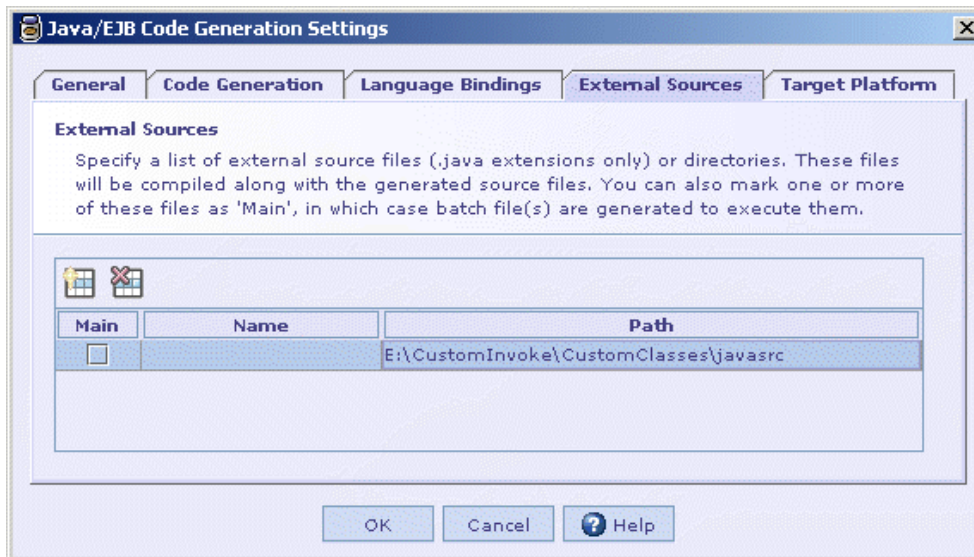 Java/EJB Code Generation Settings
General Code Generation Language Bindings External Sources Target Platform
External Sources
Specify a list of external source files (.java extensions only) or directories. These files
will be compiled along with the generated source files. You can also mark one or more
of these files as 'Main', in which case batch file(s) are generated to execute them.
Main Name Path
E:\CustomInvoke\CustomClasses\javasrc
OK Cancel Help